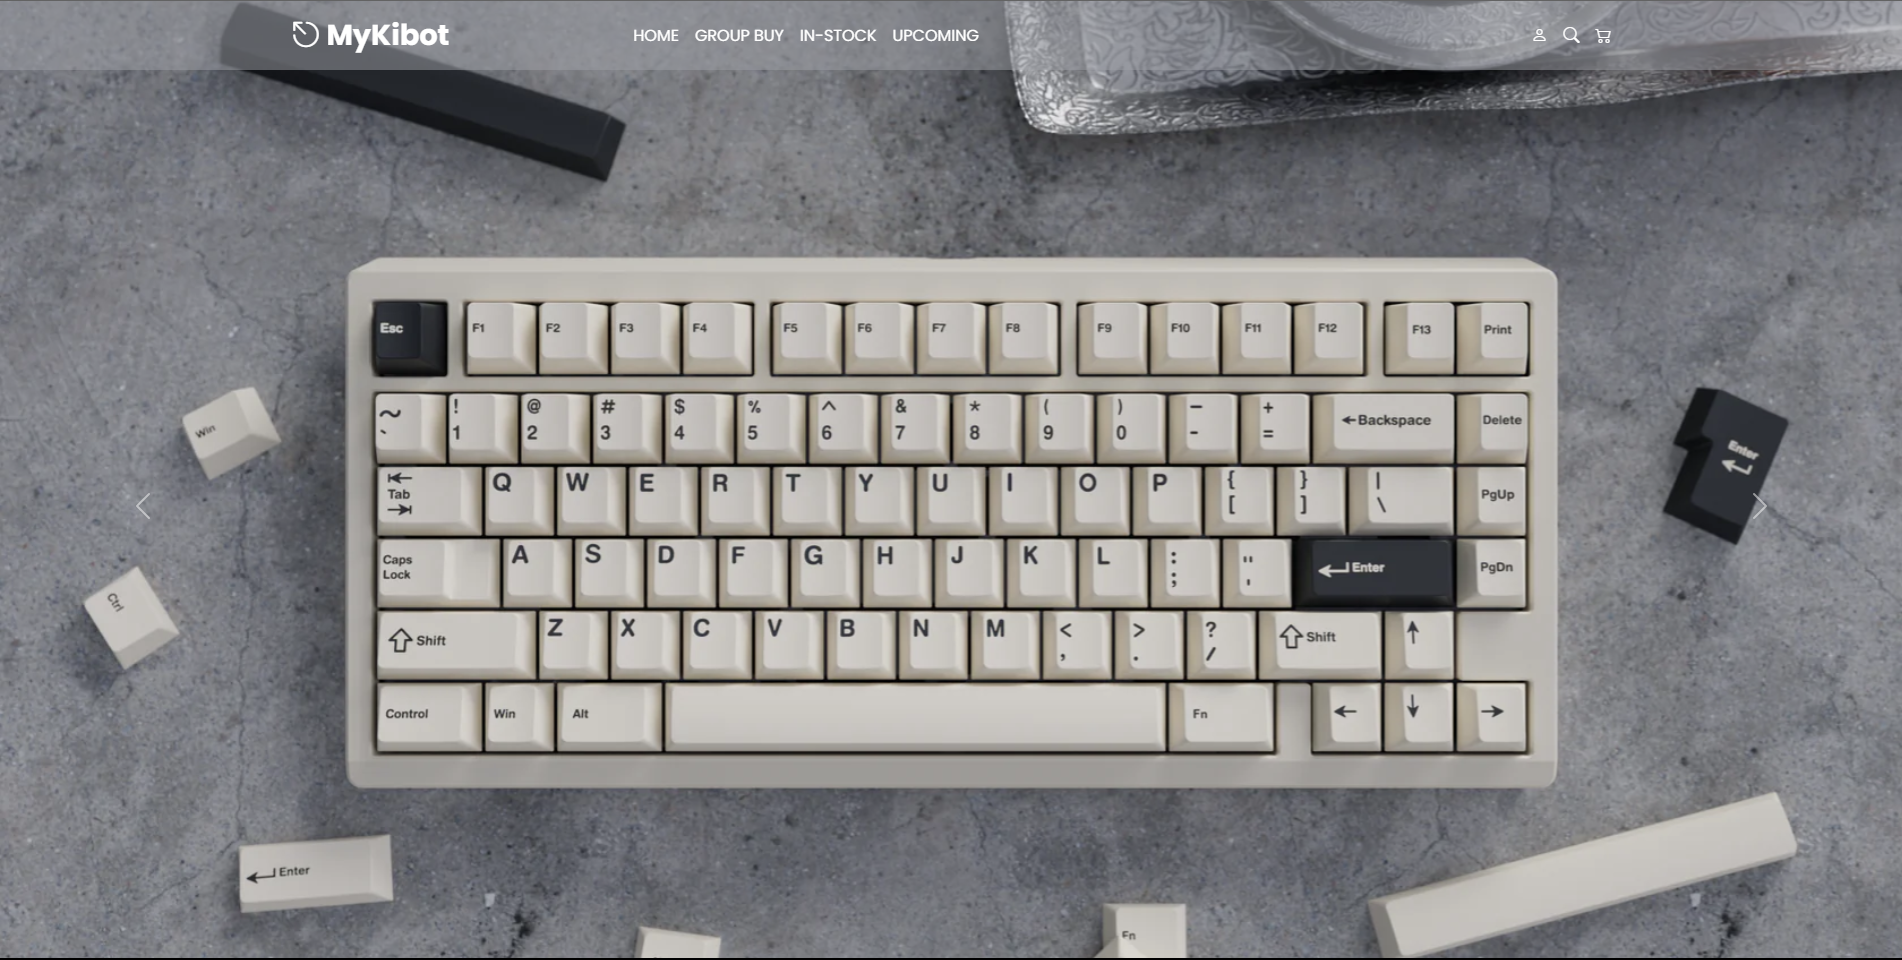 MyKibot
HOME GROUP BUY IN-STOCK UPCOMING
Esc F1 F2 F3 F4 F5 F6 F7 F8 F9 F10 F11 F12 F13 Print
~ ! @ # $ % ^ & * ( ) – + ←Backspace Delete
` 1 2 3 4 5 6 7 8 9 0 - =
Tab Q W E R T Y U I O P { } | PgUp
[ ] \
Caps Lock A S D F G H J K L : " Enter PgDn
; '
Shift Z X C V B N M < > ? Shift ↑
, . /
Control Win Alt Fn ← ↓ →
Win
Ctrl
Enter
Enter
Fn